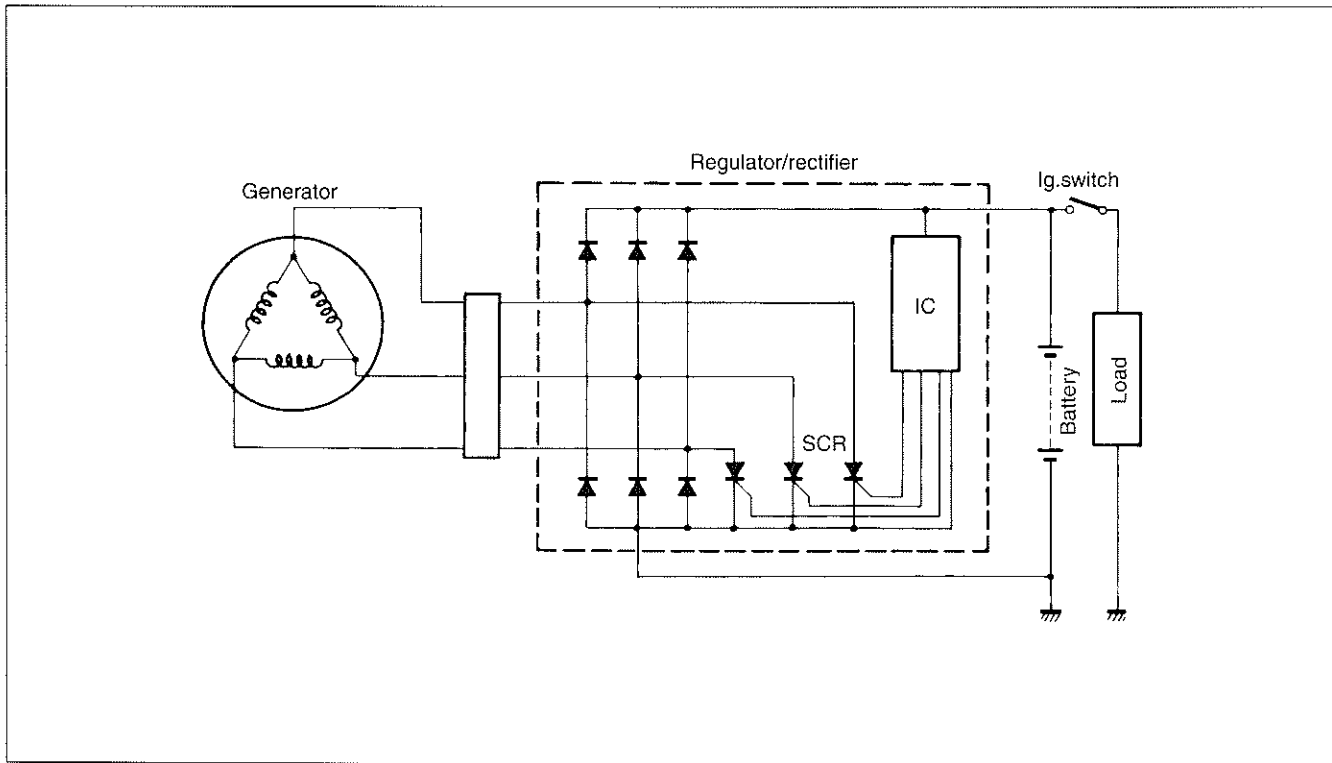 Regulator/rectifier
Generator
Ig.switch
IC
SCR
Battery
Load